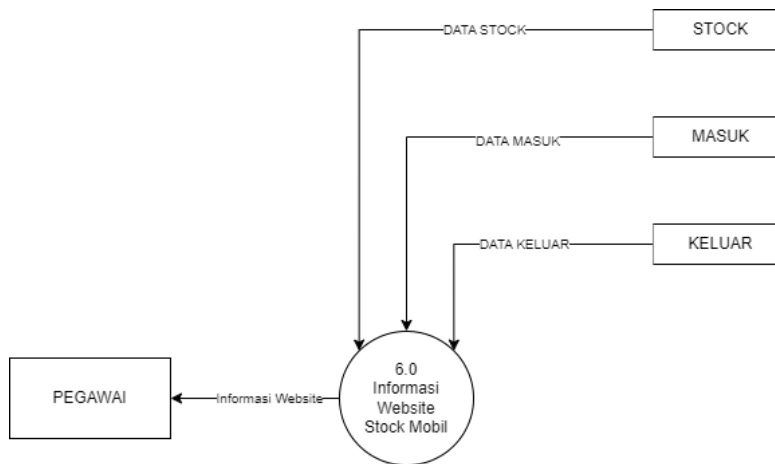 DATA STOCK
STOCK
DATA MASUK
MASUK
DATA KELUAR
KELUAR
6.0
Informasi
Website
Stock Mobil
PEGAWAI
Informasi Website